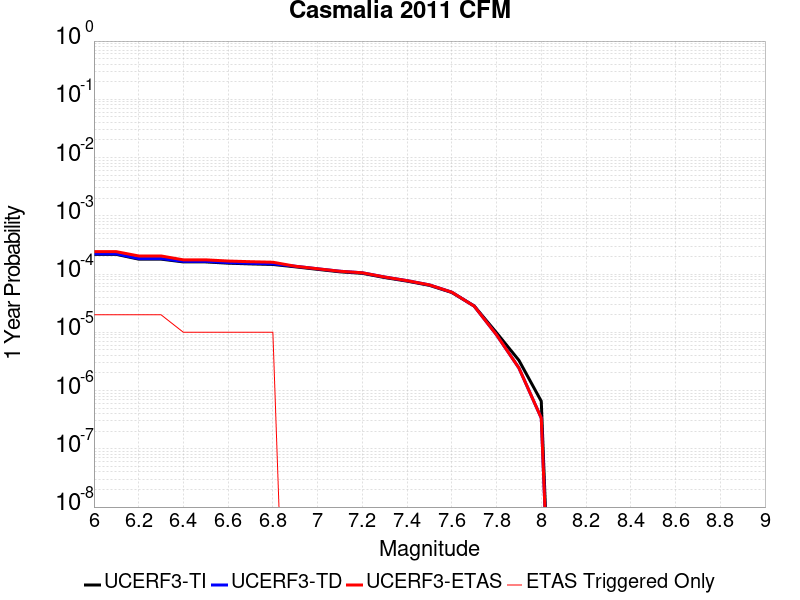 Casmalia 2011 CFM
10^0
10^-1
10^-2
10^-3
10^-4
10^-5
10^-6
10^-7
10^-8
1 Year Probability
6 6.2 6.4 6.6 6.8 7 7.2 7.4 7.6 7.8 8 8.2 8.4 8.6 8.8 9
Magnitude
UCERF3-TI UCERF3-TD UCERF3-ETAS ETAS Triggered Only